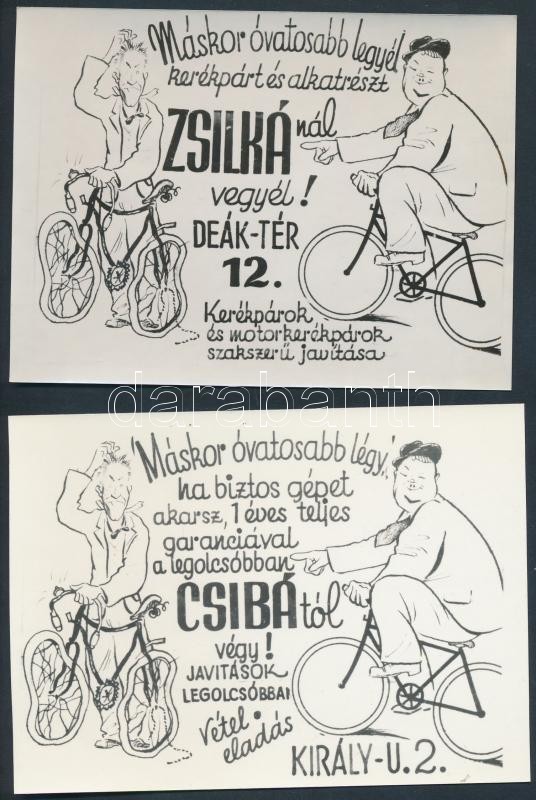 Máskor óvatosabb legyél
kerékpárt és alkatrészt
ZSILKÁnál
vegyél!
DEÁK-TÉR
12.
Kerékpárok
és motorkerékpárok
szakszerű javítása
darabanth
Máskor óvatosabb légy!
ha biztos gépet
akarsz, 1 éves teljes
garanciával
a legolcsóbban
CSIBÁtól
végy!
JAVITÁSOK
LEGOLCSÓBBAN
Vétel.
eladás
KIRÁLY-U.2.